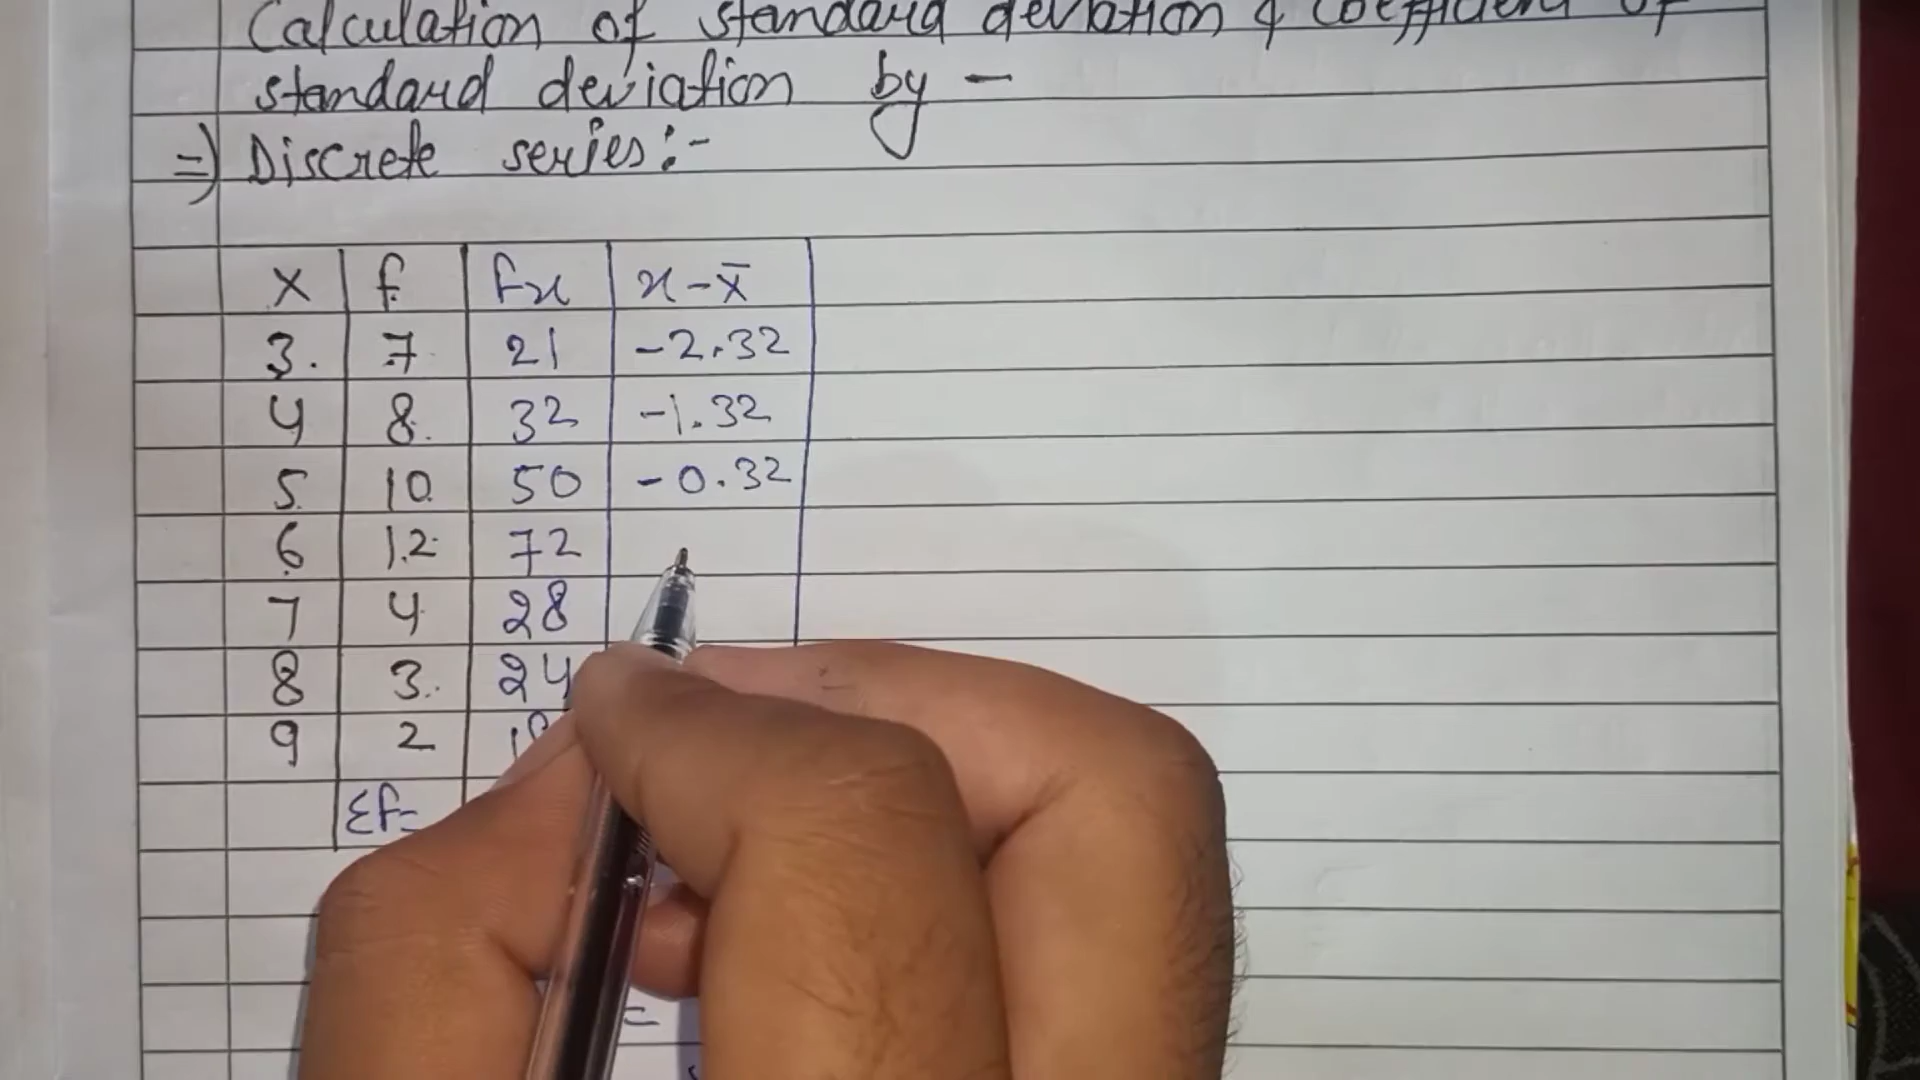 Calculation of standard deviation & coefficient of
standard deviation by -
=) Discrete series:-
x f. fx x-x̄
3. 7. 21 -2.32
4 8. 32 -1.32
5. 10. 50 -0.32
6 12. 72
7 4. 28
8 3.. 24
9 2
Σf=
=